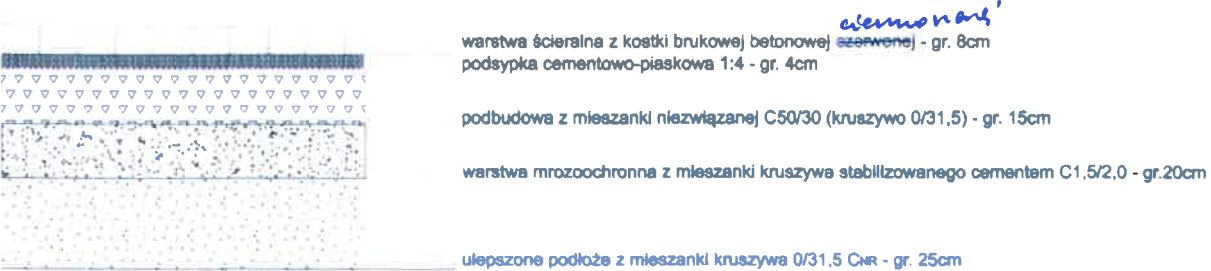 warstwa ścieralna z kostki brukowej betonowej czerwonej - gr. 8cm
podsypka cementowo-piaskowa 1:4 - gr. 4cm
podbudowa z mieszanki niezwiązanej C50/30 (kruszywo 0/31,5) - gr. 15cm
warstwa mrozoochronna z mieszanki kruszywa stabilizowanego cementem C1,5/2,0 - gr.20cm
ulepszone podłoże z mieszanki kruszywa 0/31,5 CNR - gr. 25cm